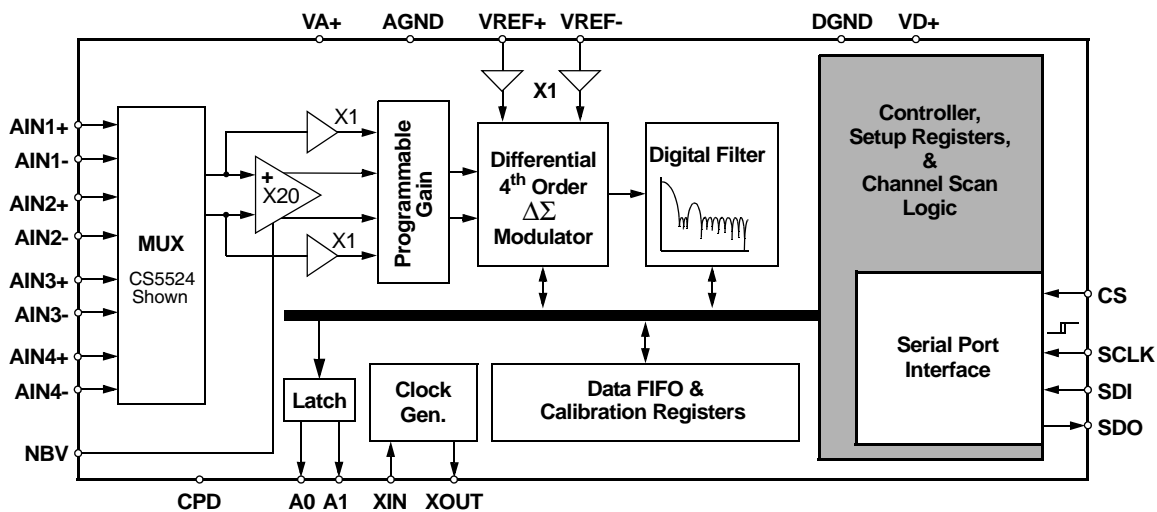 VA+ AGND VREF+ VREF- DGND VD+
X1
AIN1+
AIN1-
AIN2+
AIN2-
AIN3+
AIN3-
AIN4+
AIN4-
NBV
MUX
CS5524
Shown
X1
+
X20
X1
Programmable
Gain
Differential
4th Order
ΔΣ
Modulator
Digital Filter
Controller,
Setup Registers,
&
Channel Scan
Logic
Serial Port
Interface
CS
SCLK
SDI
SDO
Latch
Clock
Gen.
Data FIFO &
Calibration Registers
CPD A0 A1 XIN XOUT